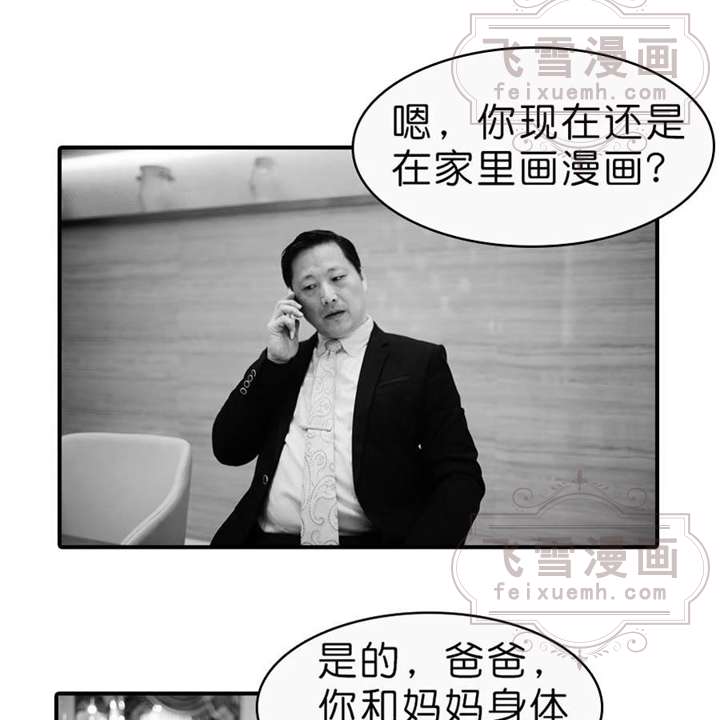 飞雪漫画
feixuemh.com
嗯，你现在还是
在家里画漫画？
飞雪漫画
feixuemh.com
是的，爸爸，
你和妈妈身体